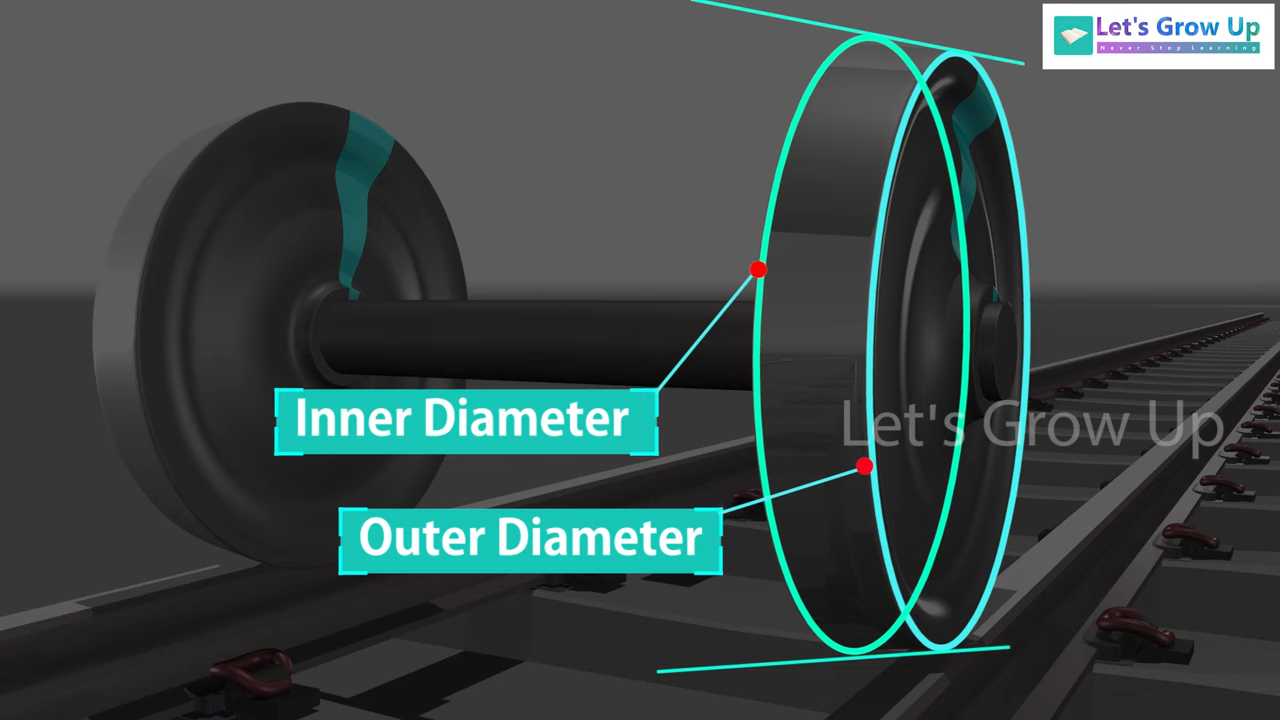 Let's Grow Up
Never Stop Learning
Inner Diameter
Let's Grow Up
Outer Diameter